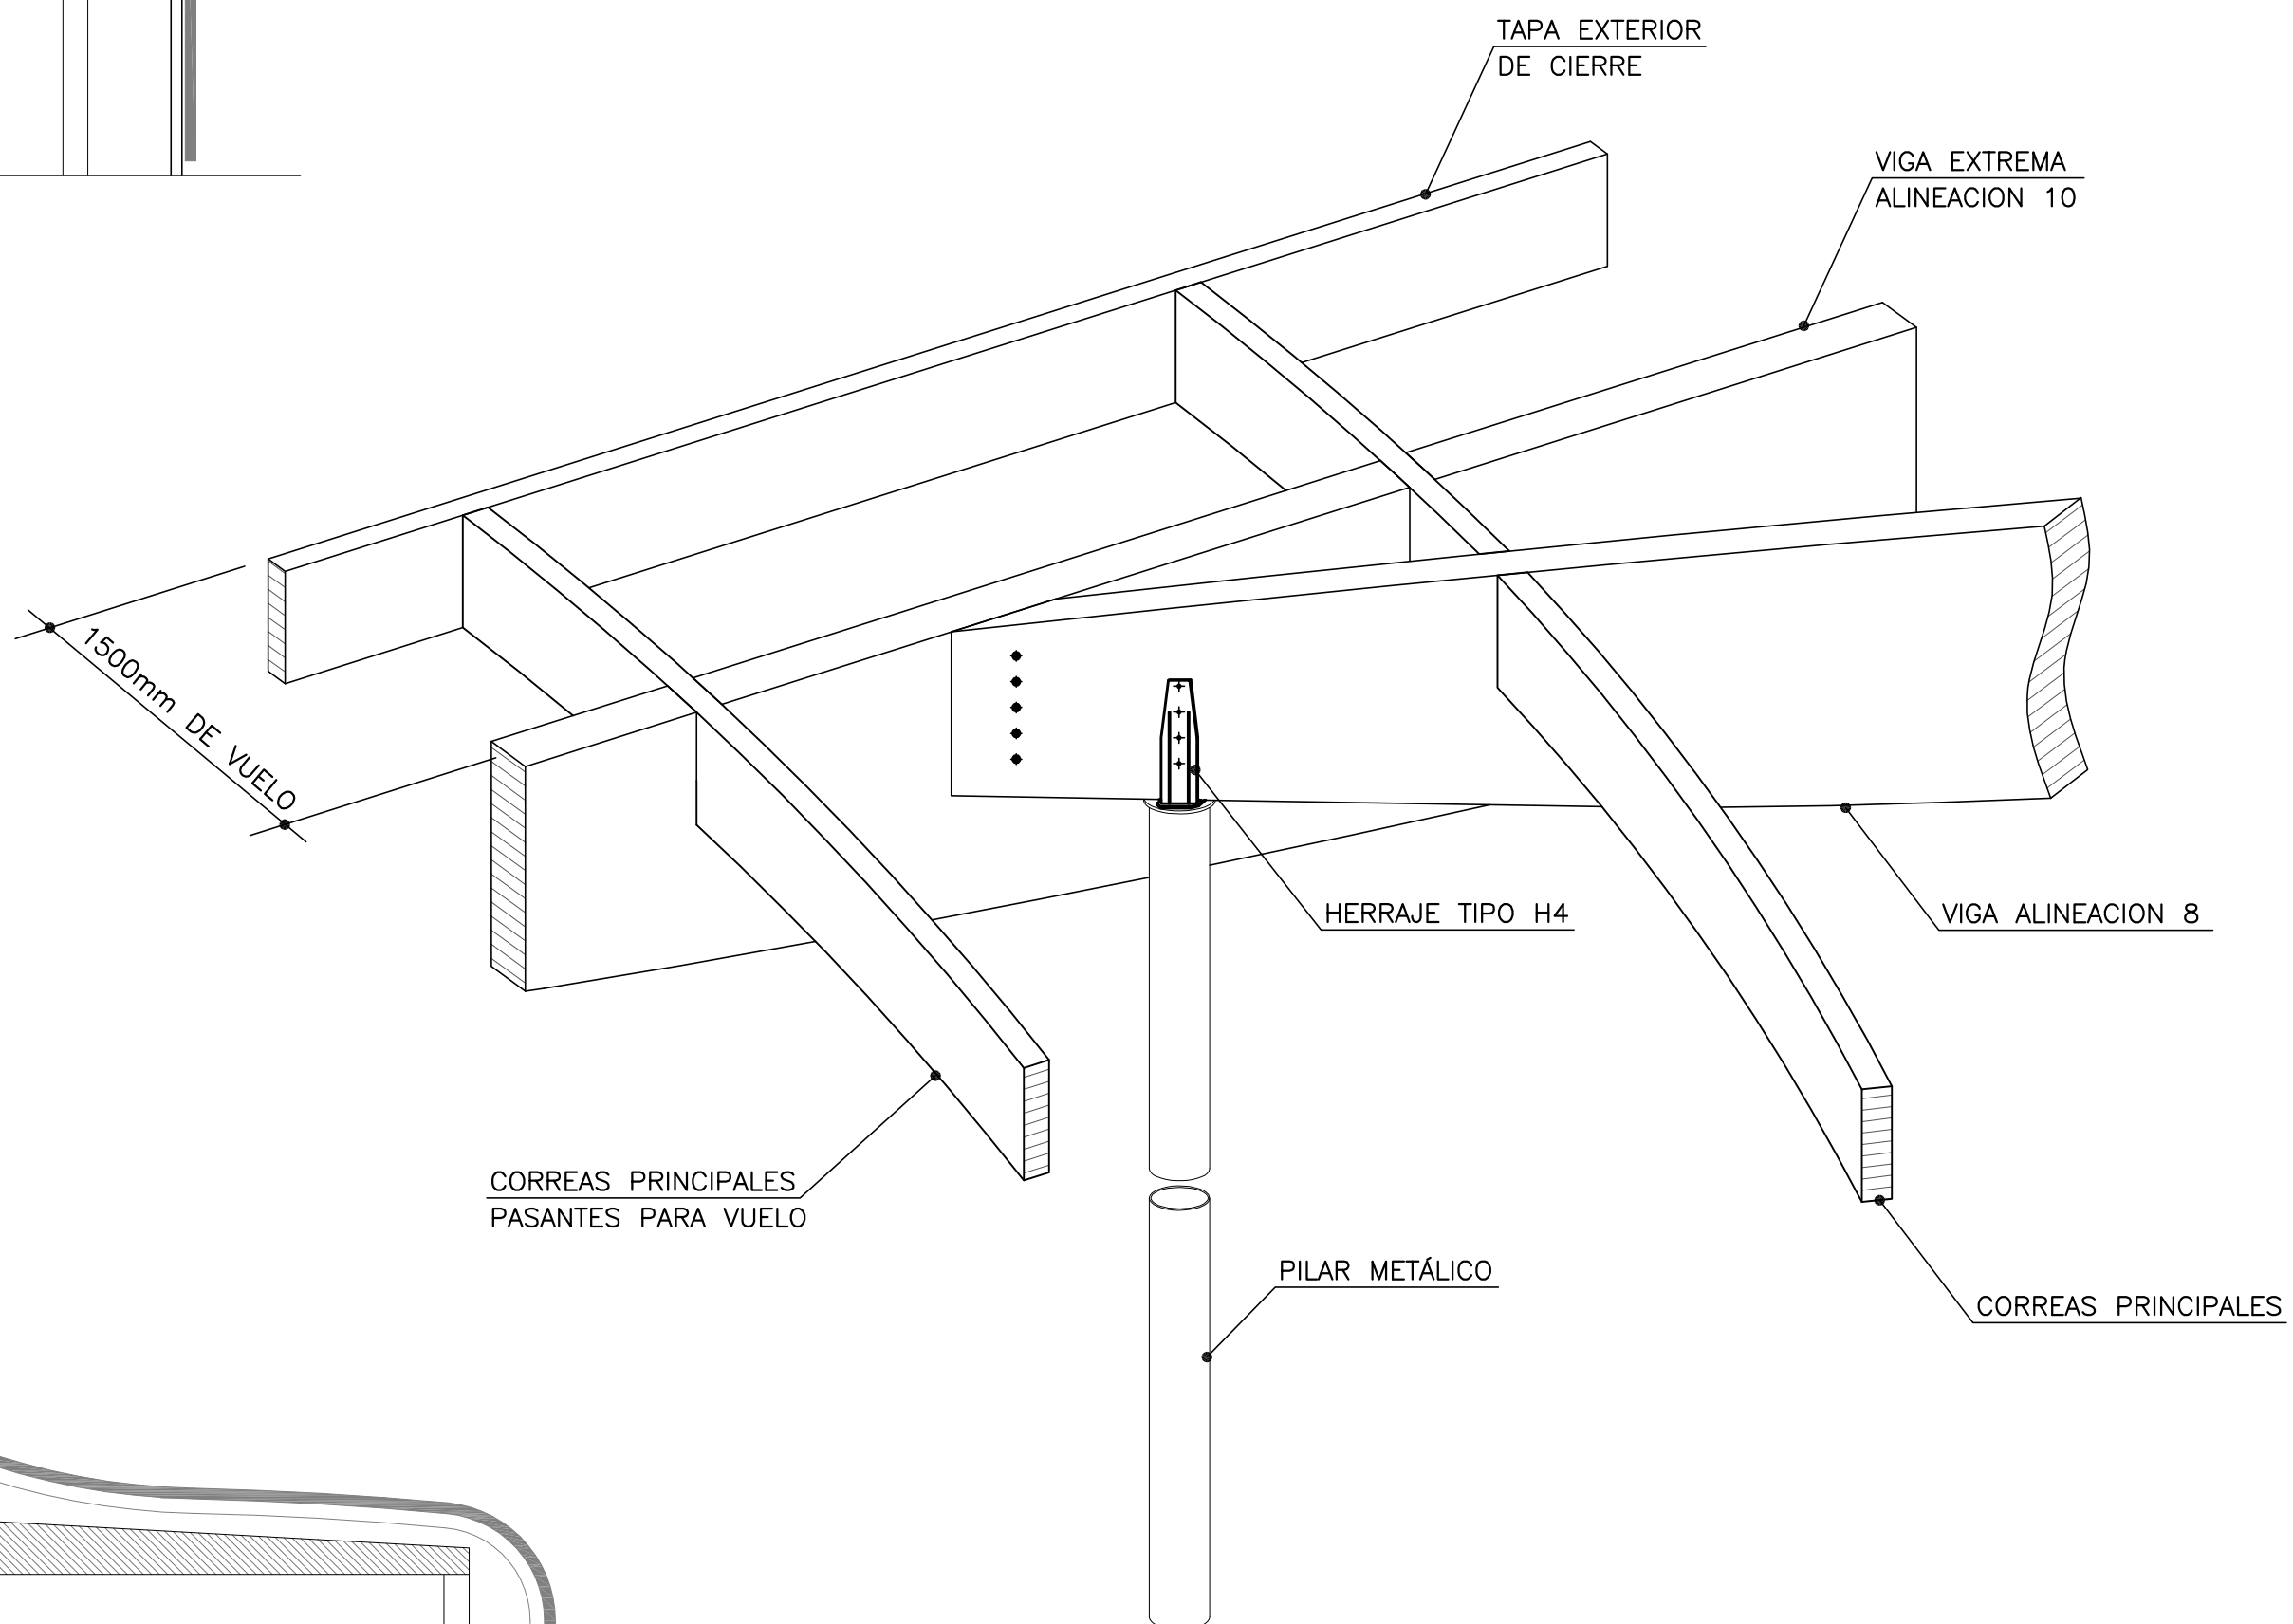 TAPA EXTERIOR
DE CIERRE
VIGA EXTREMA
ALINEACION 10
1500mm DE VUELO
HERRAJE TIPO H4
VIGA ALINEACION 8
CORREAS PRINCIPALES
PASANTES PARA VUELO
PILAR METÁLICO
CORREAS PRINCIPALES